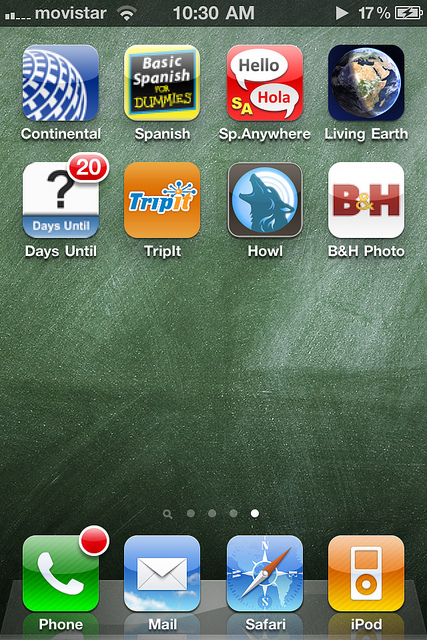 movistar 10:30 AM 17%
Basic
Spanish
FOR
DUMMIES
Hello
Hola
SA
Continental Spanish Sp.Anywhere Living Earth
20
?
Days Until
TripIt
B&H
Days Until TripIt Howl B&H Photo
N
E
S
W
Phone Mail Safari iPod